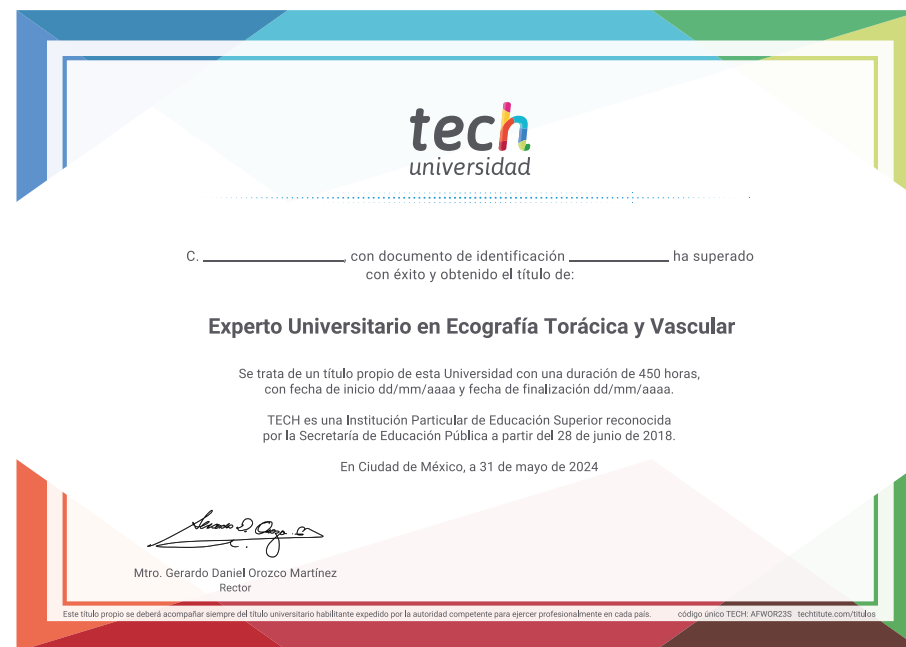 tech
universidad
C. ____________________, con documento de identificación ______________ ha superado
con éxito y obtenido el título de:
Experto Universitario en Ecografía Torácica y Vascular
Se trata de un título propio de esta Universidad con una duración de 450 horas,
con fecha de inicio dd/mm/aaaa y fecha de finalización dd/mm/aaaa.
TECH es una Institución Particular de Educación Superior reconocida
por la Secretaría de Educación Pública a partir del 28 de junio de 2018.
En Ciudad de México, a 31 de mayo de 2024
Mtro. Gerardo Daniel Orozco Martínez
Rector
Este título propio se deberá acompañar siempre del título universitario habilitante expedido por la autoridad competente para ejercer profesionalmente en cada país. código único TECH: AFWOR23S techtitute.com/titulos